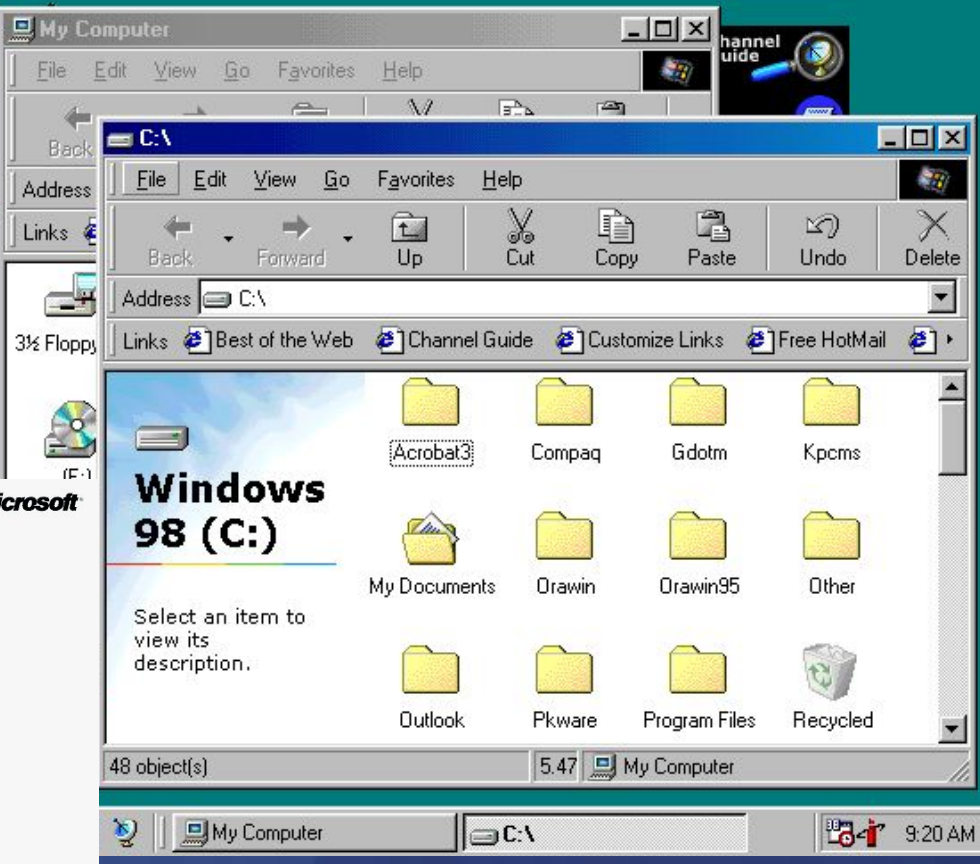 My Computer
File Edit View Go Favorites Help
hannel
uide
Back
Address
Links
3½ Floppy
(E:)
icrosoft
C:\
File Edit View Go Favorites Help
Back Forward Up Cut Copy Paste Undo Delete
Address C:\
Links Best of the Web Channel Guide Customize Links Free HotMail
Windows
98 (C:)
Select an item to
view its
description.
Acrobat3 Compaq Gdotm Kpcms
My Documents Orawin Orawin95 Other
Outlook Pkware Program Files Recycled
48 object(s) 5.47 My Computer
My Computer C:\ 9:20 AM